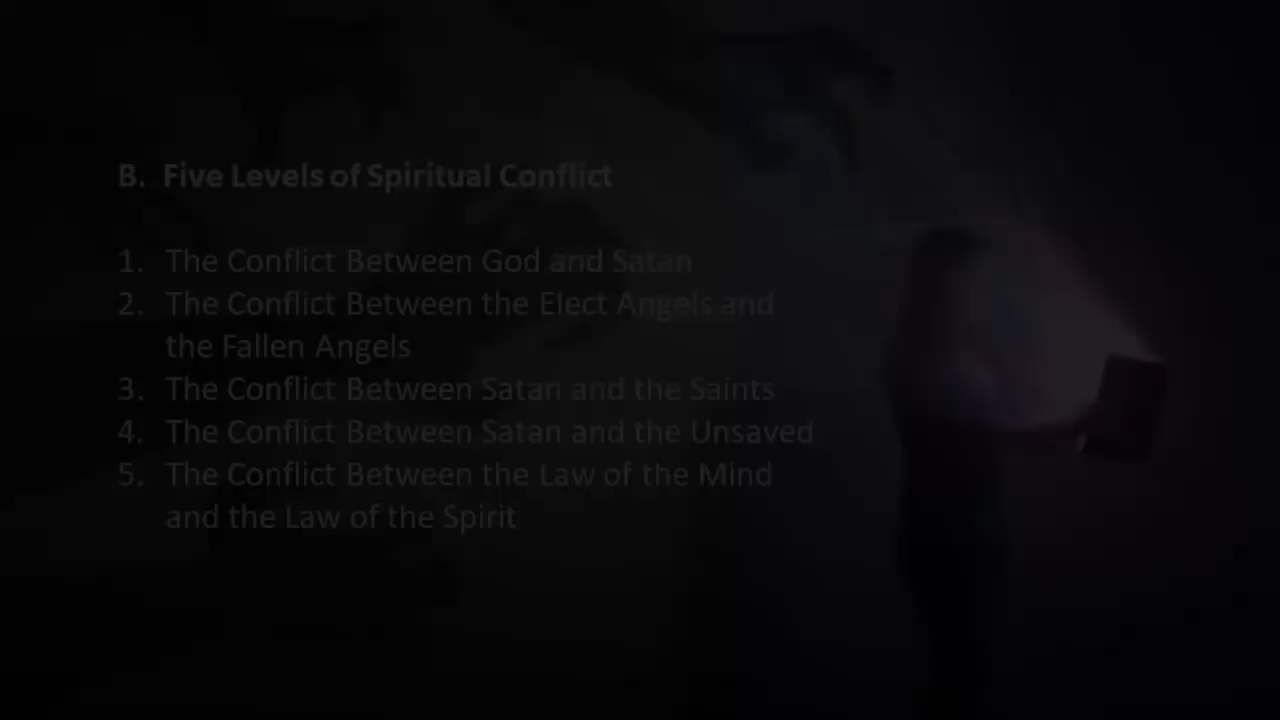 B. Five Levels of Spiritual Conflict
1. The Conflict Between God and Satan
2. The Conflict Between the Elect Angels and
the Fallen Angels
3. The Conflict Between Satan and the Saints
4. The Conflict Between Satan and the Unsaved
5. The Conflict Between the Law of the Mind
and the Law of the Spirit